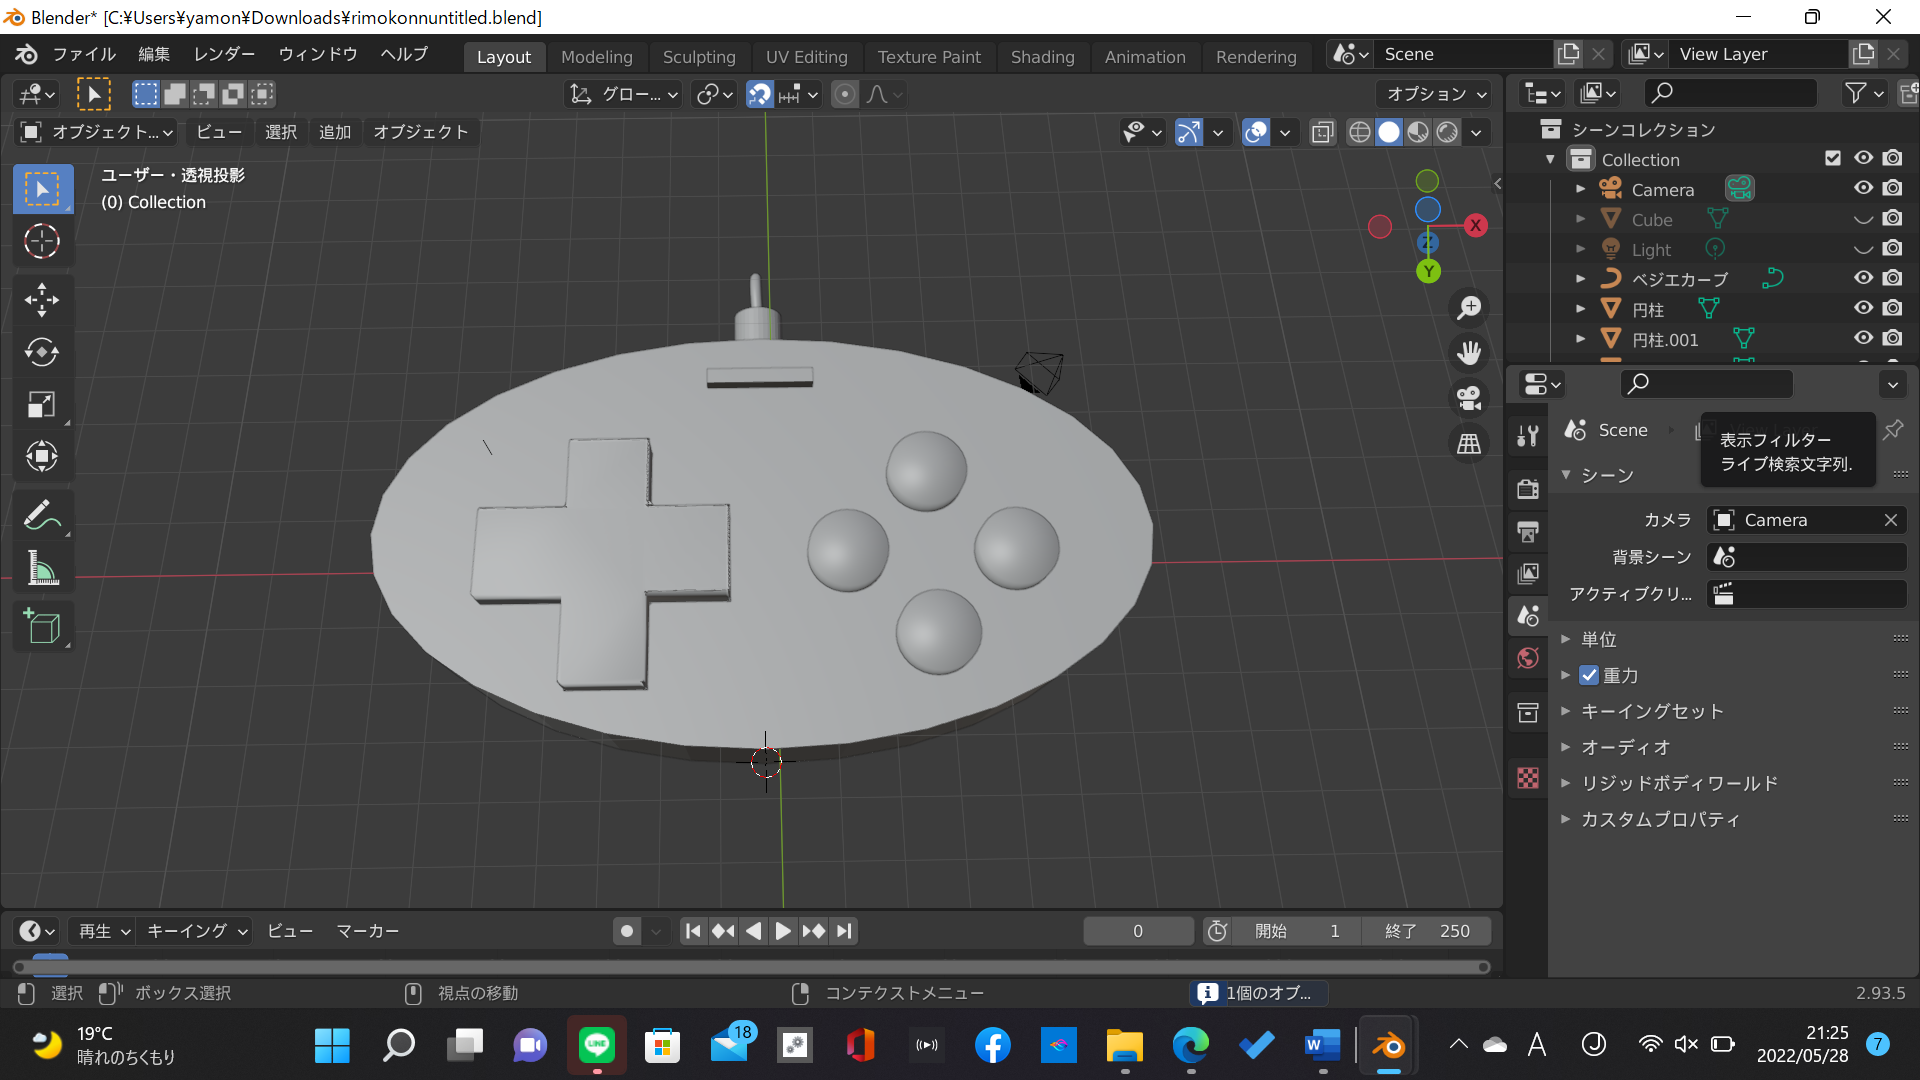 Blender* [C:¥Users¥yamon¥Downloads¥rimokonnuntitled.blend]
ファイル 編集 レンダー ウィンドウ ヘルプ Layout Modeling Sculpting UV Editing Texture Paint Shading Animation Rendering Scene View Layer
グロー... オプション
オブジェクト... ビュー 選択 追加 オブジェクト
ユーザー・透視投影
(0) Collection
X
Z
Y
シーンコレクション
Collection
Camera
Cube
Light
ベジエカーブ
円柱
円柱.001
Scene
表示フィルター
ライブ検索文字列.
シーン
カメラ Camera
背景シーン
アクティブクリ...
単位
重力
キーイングセット
オーディオ
リジッドボディワールド
カスタムプロパティ
再生 キーイング ビュー マーカー 0 開始 1 終了 250
選択 ボックス選択 視点の移動 コンテクストメニュー 1個のオブ... 2.93.5
19°C
晴れのちくもり
LINE
18
W
A
J
21:25
2022/05/28
7